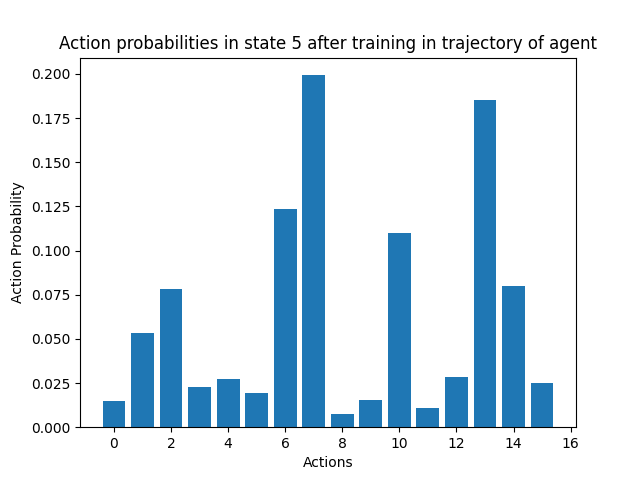 Action probabilities in state 5 after training in trajectory of agent
0.200
0.175
0.150
0.125
0.100
0.075
0.050
0.025
0.000
Action Probability
0 2 4 6 8 10 12 14 16
Actions